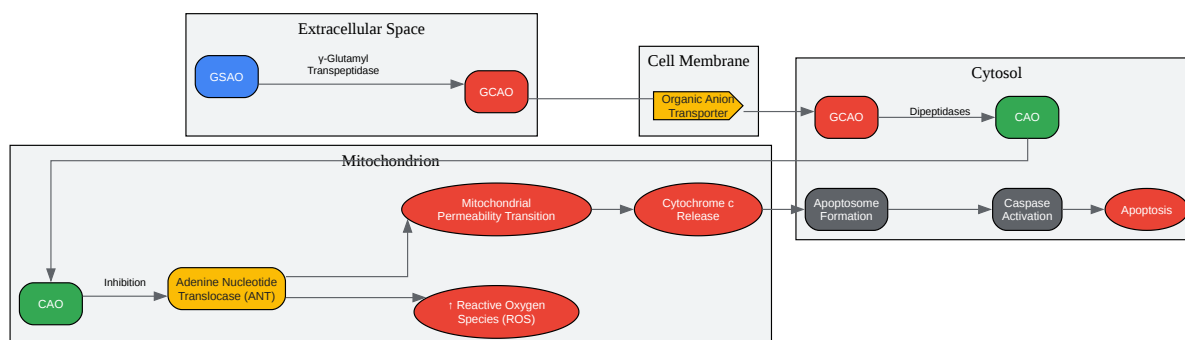 Extracellular Space
GSAO
γ-Glutamyl
Transpeptidase
GCAO
Cell Membrane
Organic Anion
Transporter
Cytosol
GCAO
Dipeptidases
CAO
Apoptosome
Formation
Caspase
Activation
Apoptosis
Mitochondrion
Mitochondrial
Permeability Transition
Cytochrome c
Release
CAO
Inhibition
Adenine Nucleotide
Translocase (ANT)
↑ Reactive Oxygen
Species (ROS)